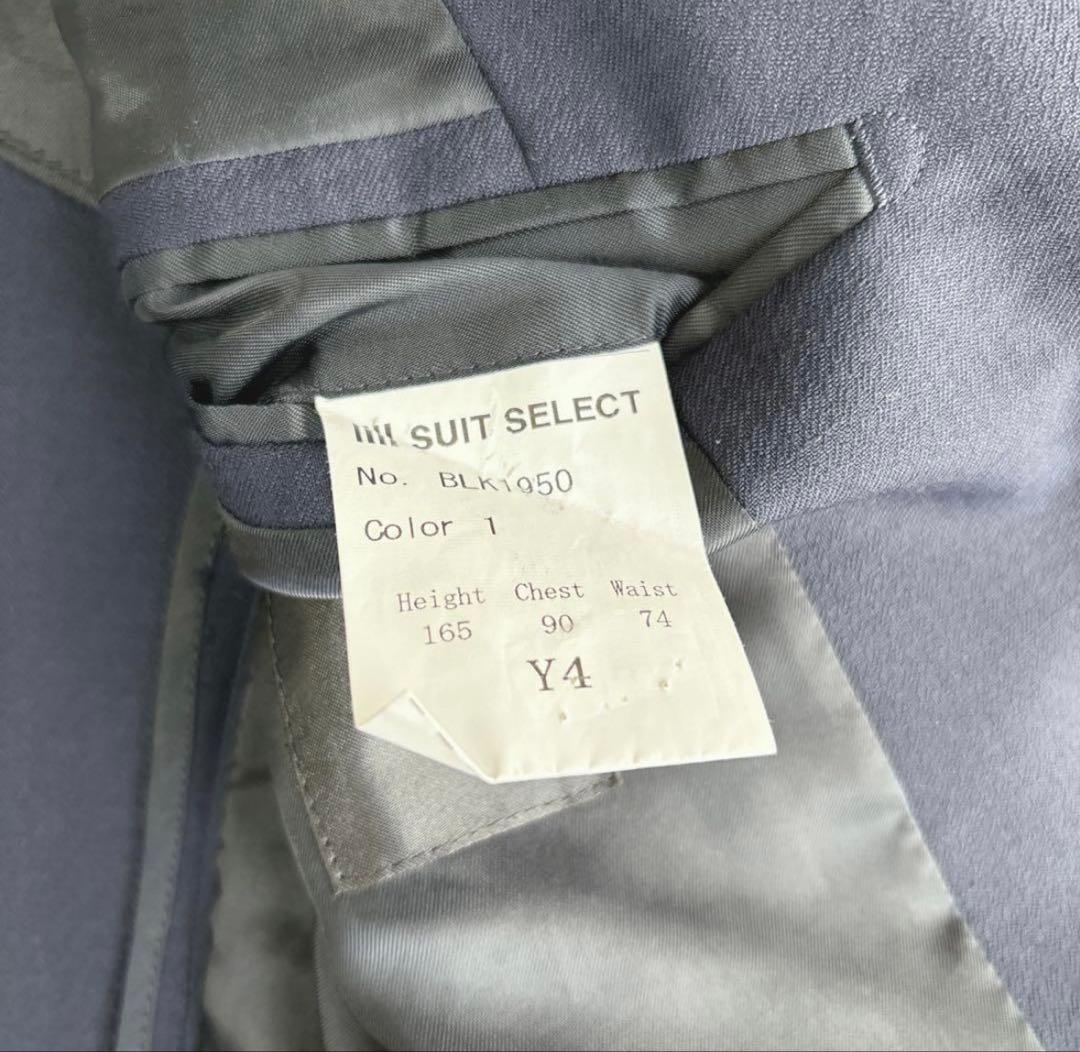 SUIT SELECT
No. BLK1950
Color 1
Height Chest Waist
165 90 74
Y4